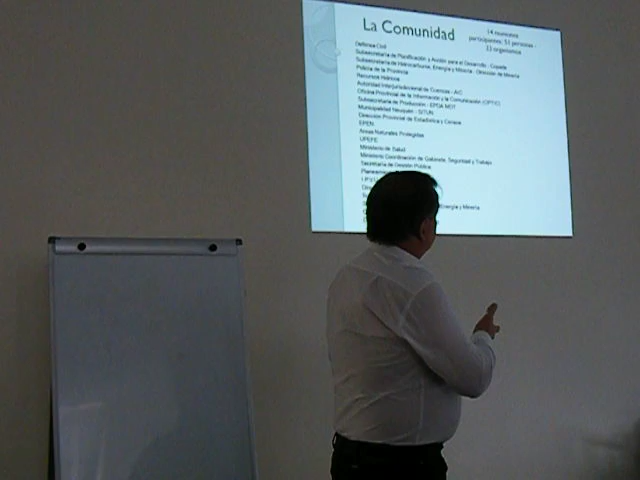 La Comunidad
14 reuniones
participantes: 51 personas -
23 organismos
Defensa Civil
Subsecretaría de Planificación y Acción para el Desarrollo - Copade
Subsecretaría de Hidrocarburos, Energía y Minería - Dirección de Minería
Policía de la Provincia
Recursos Hídricos
Autoridad Interjurisdiccional de Cuencas - AIC
Oficina Provincial de la Información y la Comunicación (OPTIC)
Subsecretaría de Producción - EPDA MDT
Municipalidad Neuquén - SITUN
Dirección Provincial de Estadística y Censos
EPEN
Areas Naturales Protegidas
UPEFE
Ministerio de Salud
Ministerio Coordinación de Gabinete, Seguridad y Trabajo
Secretaría de Gestión Pública
Energía y Minería